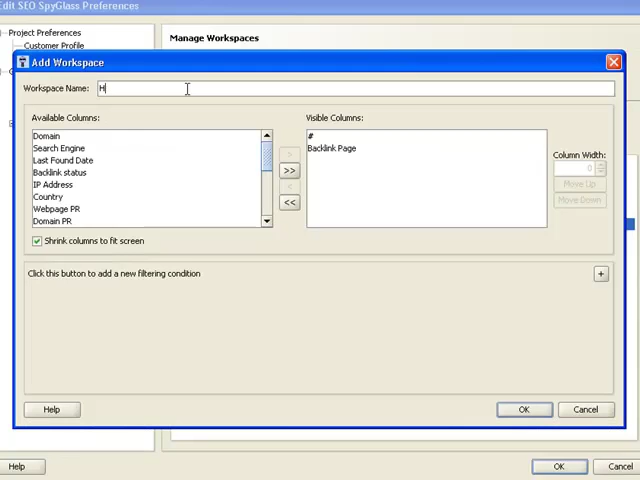 Edit SEO SpyGlass Preferences
Project Preferences
Customer Profile
Manage Workspaces
Add Workspace
Workspace Name: H
Available Columns:
Visible Columns:
Domain
Search Engine
Last Found Date
Backlink status
IP Address
Country
Webpage PR
Domain PR
>
>>
<
<<
#
Backlink Page
Column Width:
0
Move Up
Move Down
Shrink columns to fit screen
Click this button to add a new filtering condition
+
Help
OK
Cancel
Help
OK
Cancel